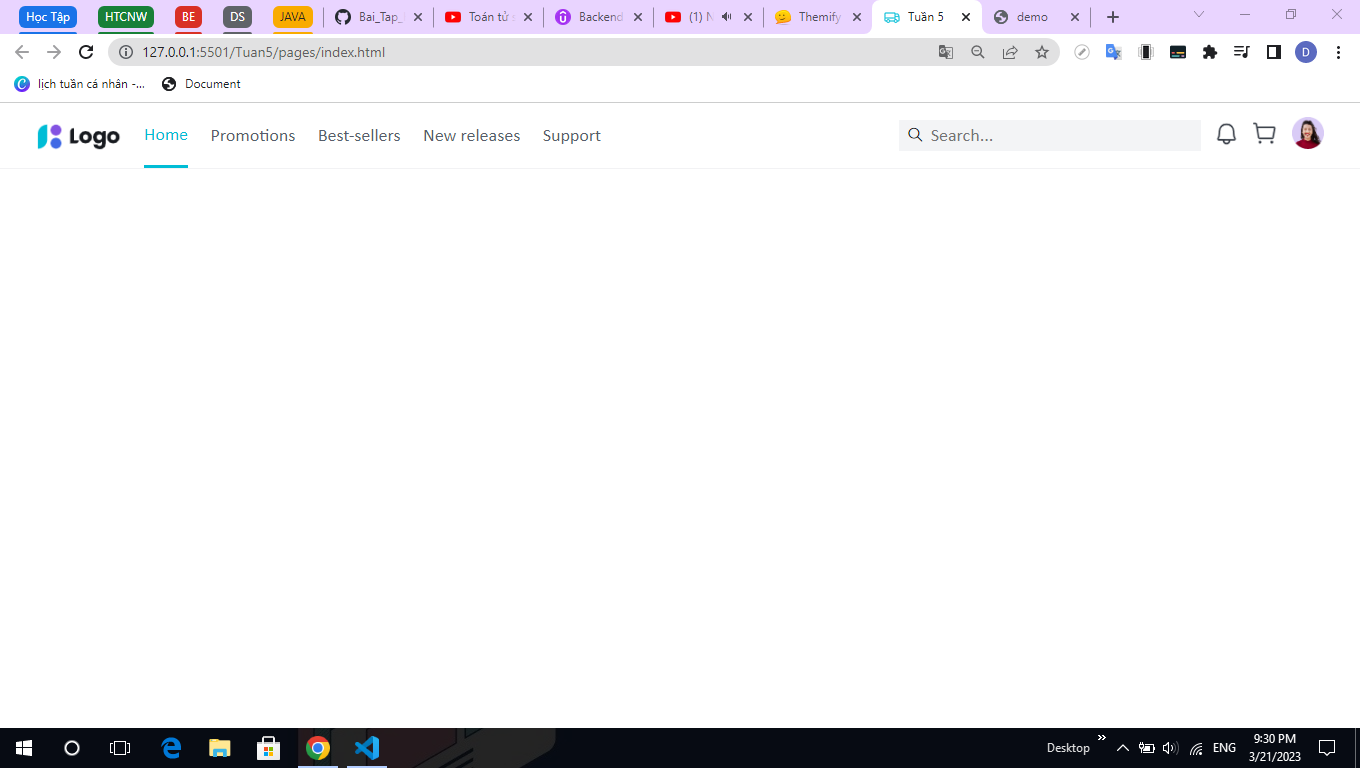 Học Tập HTCNW BE DS JAVA Bai_Tap_ Toán tử Backend (1) Themify Tuần 5 demo
127.0.0.1:5501/Tuan5/pages/index.html D
lịch tuần cá nhân -... Document
Logo Home Promotions Best-sellers New releases Support Search...
Desktop ENG 9:30 PM
3/21/2023